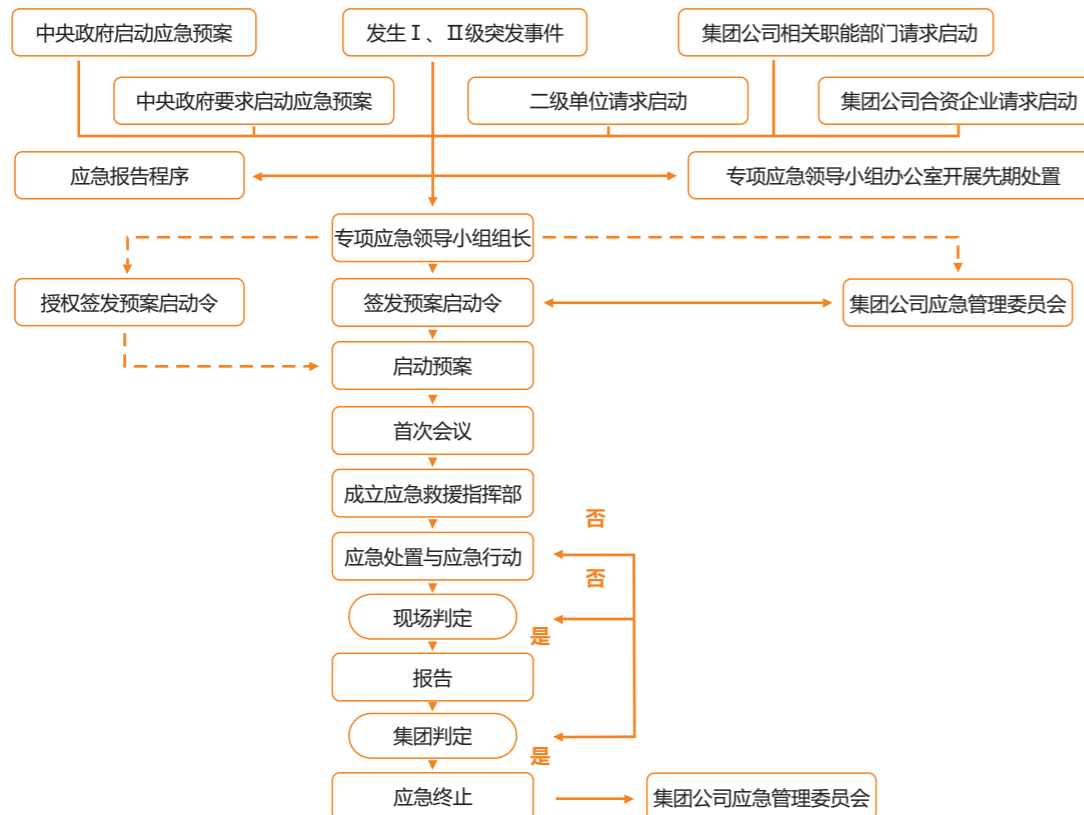 中央政府启动应急预案
发生Ⅰ、Ⅱ级突发事件
集团公司相关职能部门请求启动
中央政府要求启动应急预案
二级单位请求启动
集团公司合资企业请求启动
应急报告程序
专项应急领导小组办公室开展先期处置
专项应急领导小组组长
授权签发预案启动令
签发预案启动令
集团公司应急管理委员会
启动预案
首次会议
成立应急救援指挥部
否
应急处置与应急行动
否
现场判定
是
报告
集团判定
是
应急终止
集团公司应急管理委员会